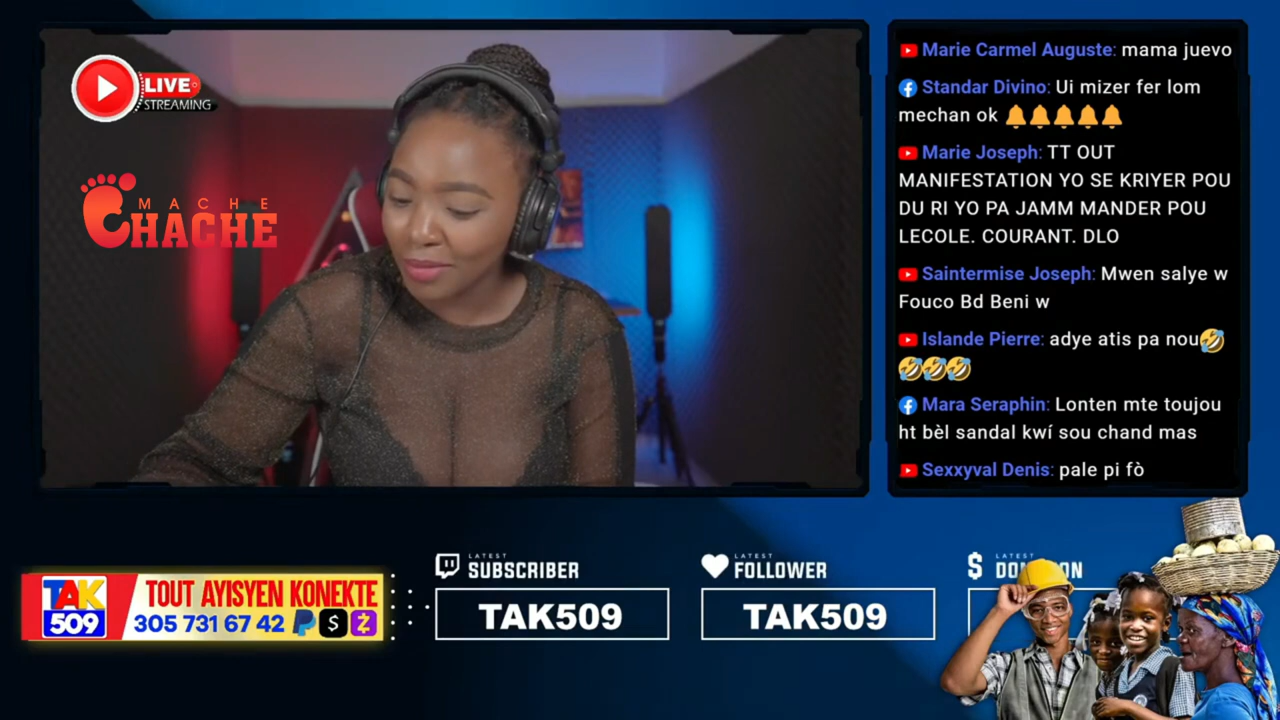 LIVE
STREAMING
MACHE
CHACHE
Marie Carmel Auguste: mama juevo
Standar Divino: Ui mizer fer lom
mechan ok 🔔🔔🔔🔔🔔
Marie Joseph: TT OUT
MANIFESTATION YO SE KRIYER POU
DU RI YO PA JAMM MANDER POU
LECOLE. COURANT. DLO
Saintermise Joseph: Mwen salye w
Fouco Bd Beni w
Islande Pierre: adye atis pa nou🤣
🤣🤣🤣
Mara Seraphin: Lonten mte toujou
ht bèl sandal kwí sou chand mas
Sexxyval Denis: pale pi fò
TAK
509
TOUT AYISYEN KONEKTE
305 731 67 42
LATEST
SUBSCRIBER
TAK509
LATEST
FOLLOWER
TAK509
$
LATEST